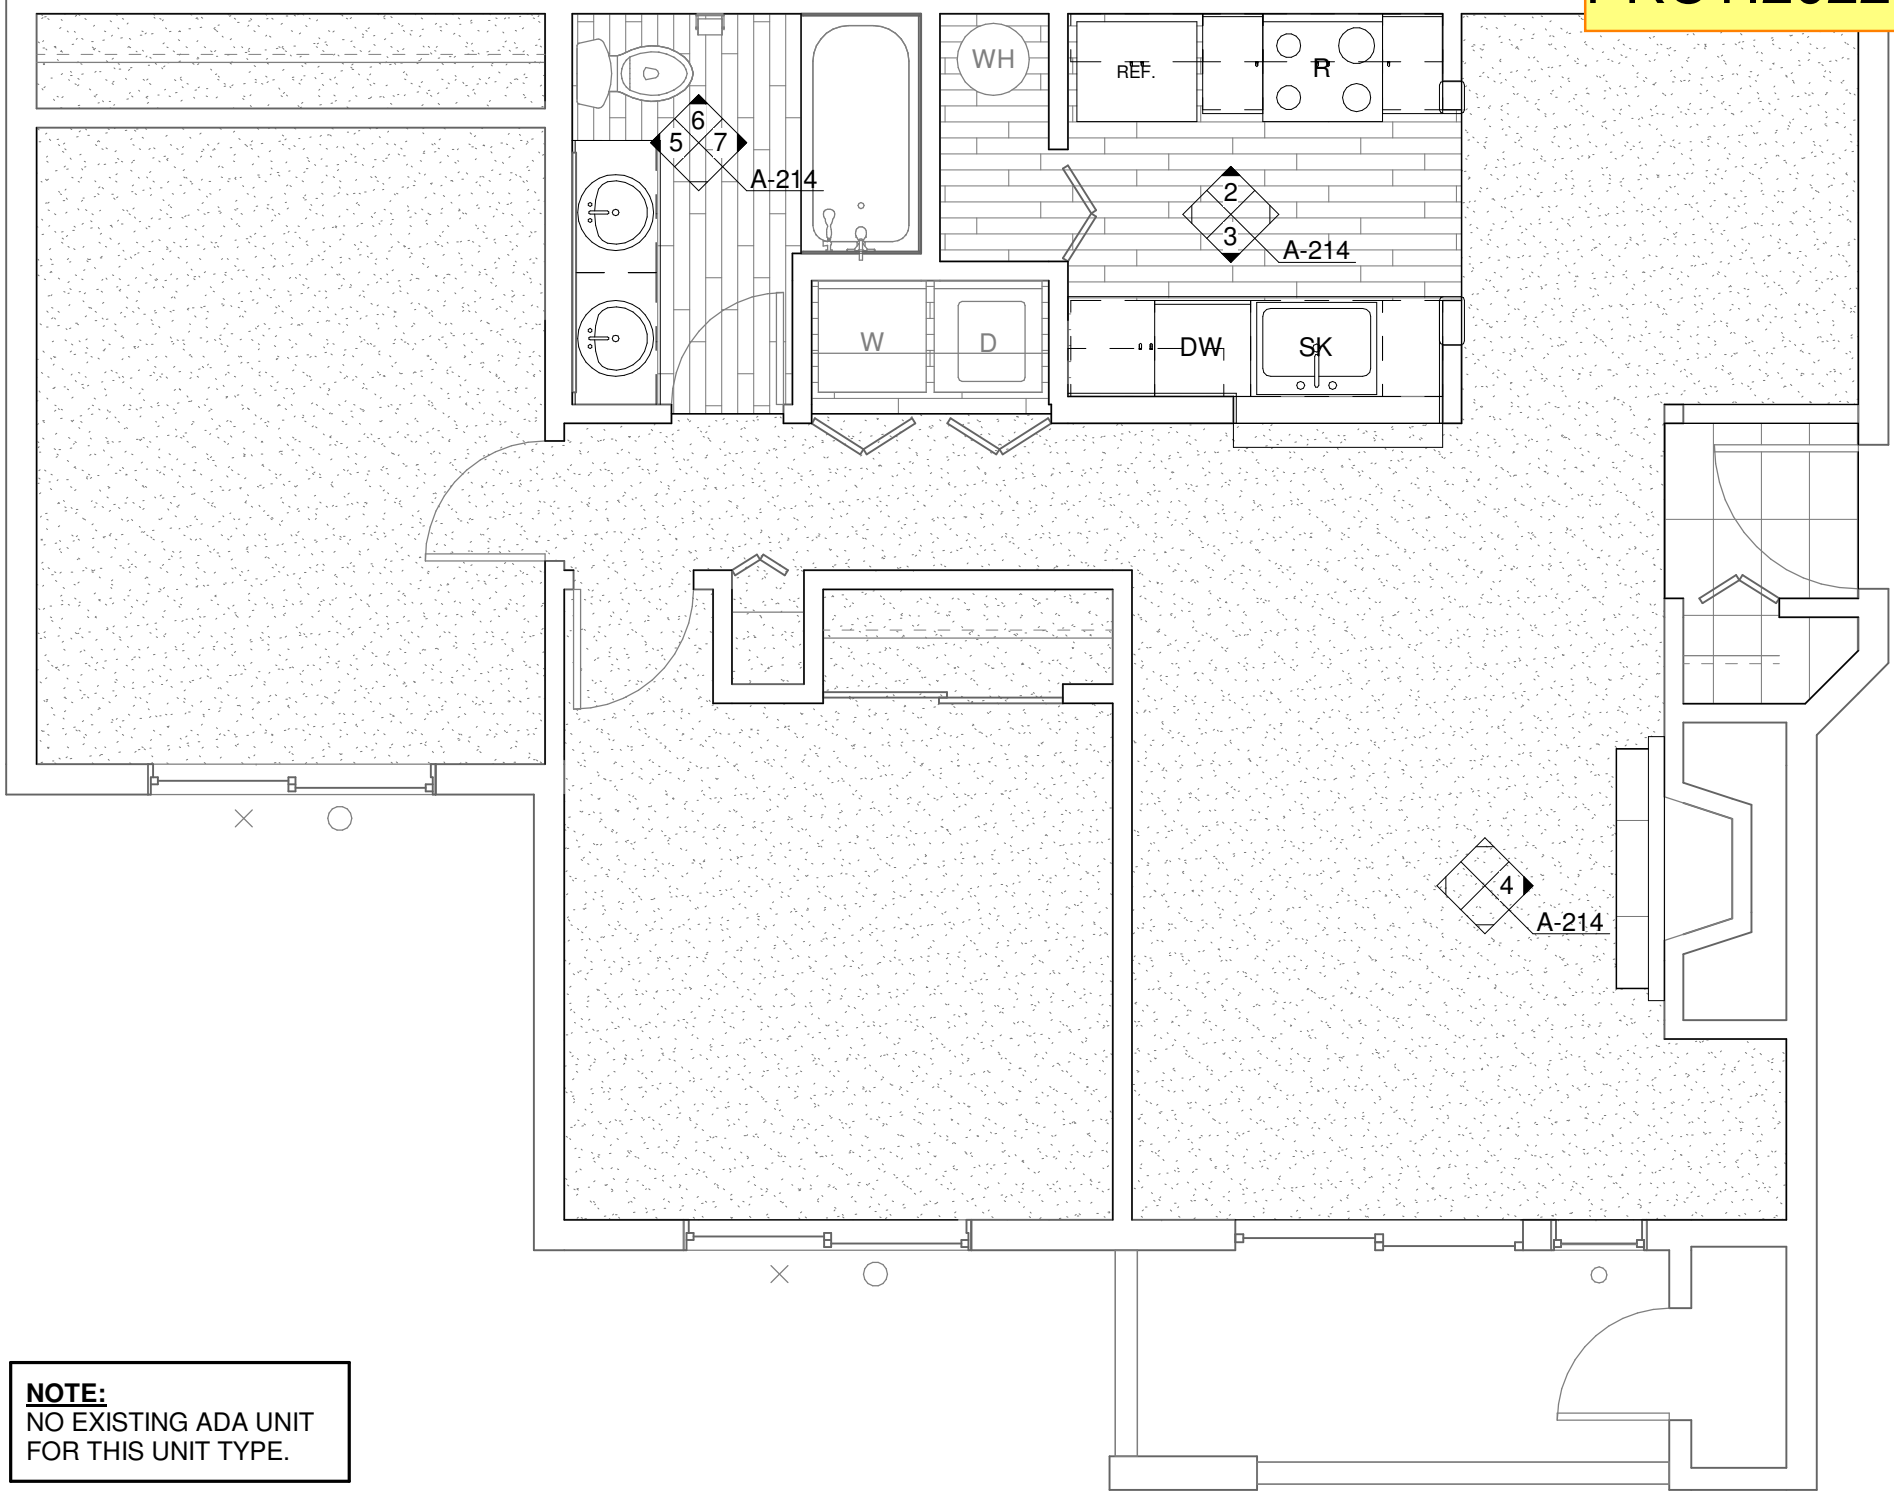 WH
REF.
R
6
5
7
A-214
2
3
A-214
W
D
DW
SK
4
A-214
NOTE:
NO EXISTING ADA UNIT
FOR THIS UNIT TYPE.